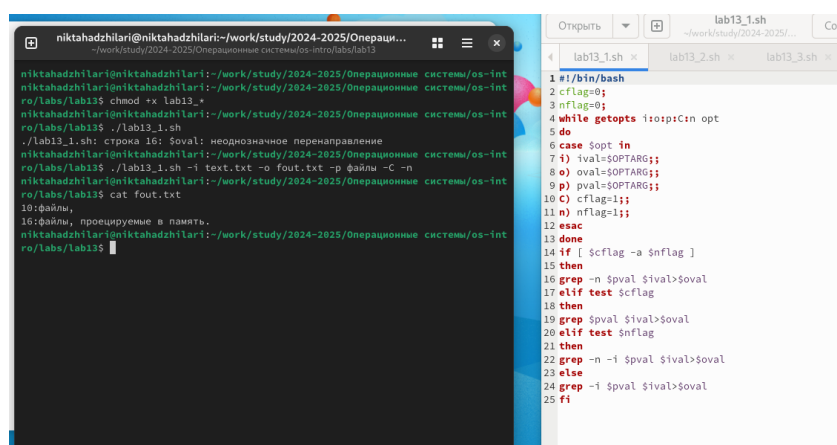 niktahadzhilari@niktahadzhilari:~/work/study/2024-2025/Операци...
~/work/study/2024-2025/Операционные системы/os-intro/labs/lab13
niktahadzhilari@niktahadzhilari:~/work/study/2024-2025/Операционные системы/os-int
niktahadzhilari@niktahadzhilari:~/work/study/2024-2025/Операционные системы/os-int
ro/labs/lab13$ chmod +x lab13_*
niktahadzhilari@niktahadzhilari:~/work/study/2024-2025/Операционные системы/os-int
ro/labs/lab13$ ./lab13_1.sh
./lab13_1.sh: строка 16: $oval: неоднозначное перенаправление
niktahadzhilari@niktahadzhilari:~/work/study/2024-2025/Операционные системы/os-int
ro/labs/lab13$ ./lab13_1.sh -i text.txt -o fout.txt -p файлы -C -n
niktahadzhilari@niktahadzhilari:~/work/study/2024-2025/Операционные системы/os-int
ro/labs/lab13$ cat fout.txt
10:файлы,
16:файлы, проецируемые в память.
niktahadzhilari@niktahadzhilari:~/work/study/2024-2025/Операционные системы/os-int
ro/labs/lab13$
Открыть
lab13_1.sh
~/work/study/2024-2025/...
Со
lab13_1.sh ×
lab13_2.sh ×
lab13_3.sh ×
1 #!/bin/bash
2 cflag=0;
3 nflag=0;
4 while getopts i:o:p:C:n opt
5 do
6 case $opt in
7 i) ival=$OPTARG;;
8 o) oval=$OPTARG;;
9 p) pval=$OPTARG;;
10 C) cflag=1;;
11 n) nflag=1;;
12 esac
13 done
14 if [ $cflag -a $nflag ]
15 then
16 grep -n $pval $ival>$oval
17 elif test $cflag
18 then
19 grep $pval $ival>$oval
20 elif test $nflag
21 then
22 grep -n -i $pval $ival>$oval
23 else
24 grep -i $pval $ival>$oval
25 fi